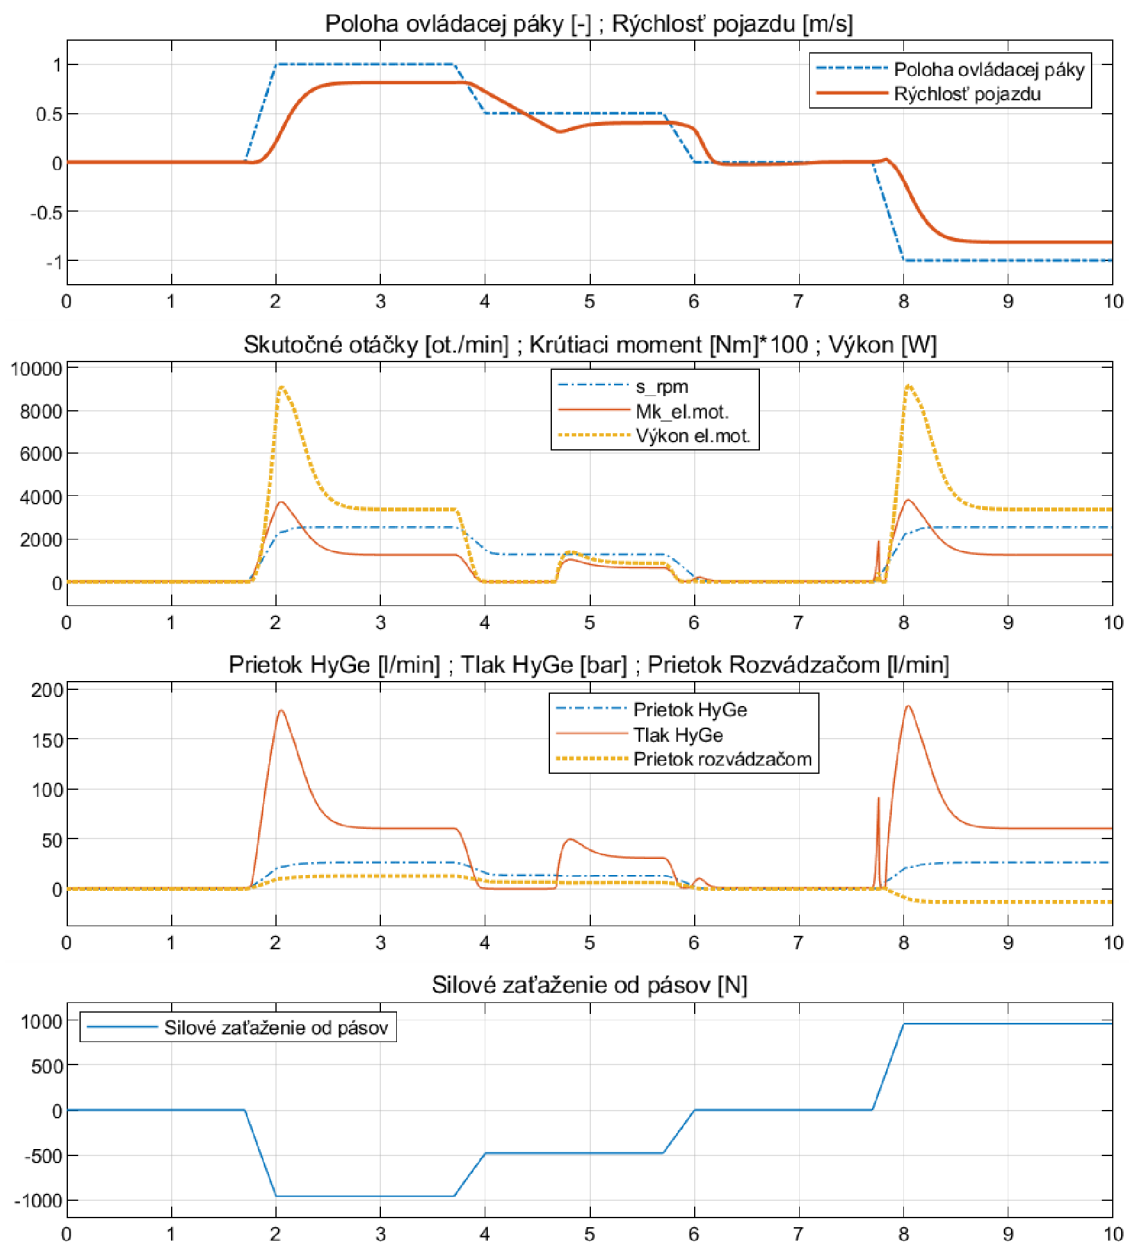 Poloha ovládacej páky [-] ; Rýchlosť pojazdu [m/s]
1
0.5
0
-0.5
-1
Poloha ovládacej páky
Rýchlosť pojazdu
0 1 2 3 4 5 6 7 8 9 10
Skutočné otáčky [ot./min] ; Krútiaci moment [Nm]*100 ; Výkon [W]
10000
8000
6000
4000
2000
0
s_rpm
Mk_el.mot.
Výkon el.mot.
0 1 2 3 4 5 6 7 8 9 10
Prietok HyGe [l/min] ; Tlak HyGe [bar] ; Prietok Rozvádzačom [l/min]
200
150
100
50
0
Prietok HyGe
Tlak HyGe
Prietok rozvádzačom
0 1 2 3 4 5 6 7 8 9 10
Silové zaťaženie od pásov [N]
1000
500
0
-500
-1000
Silové zaťaženie od pásov
0 1 2 3 4 5 6 7 8 9 10